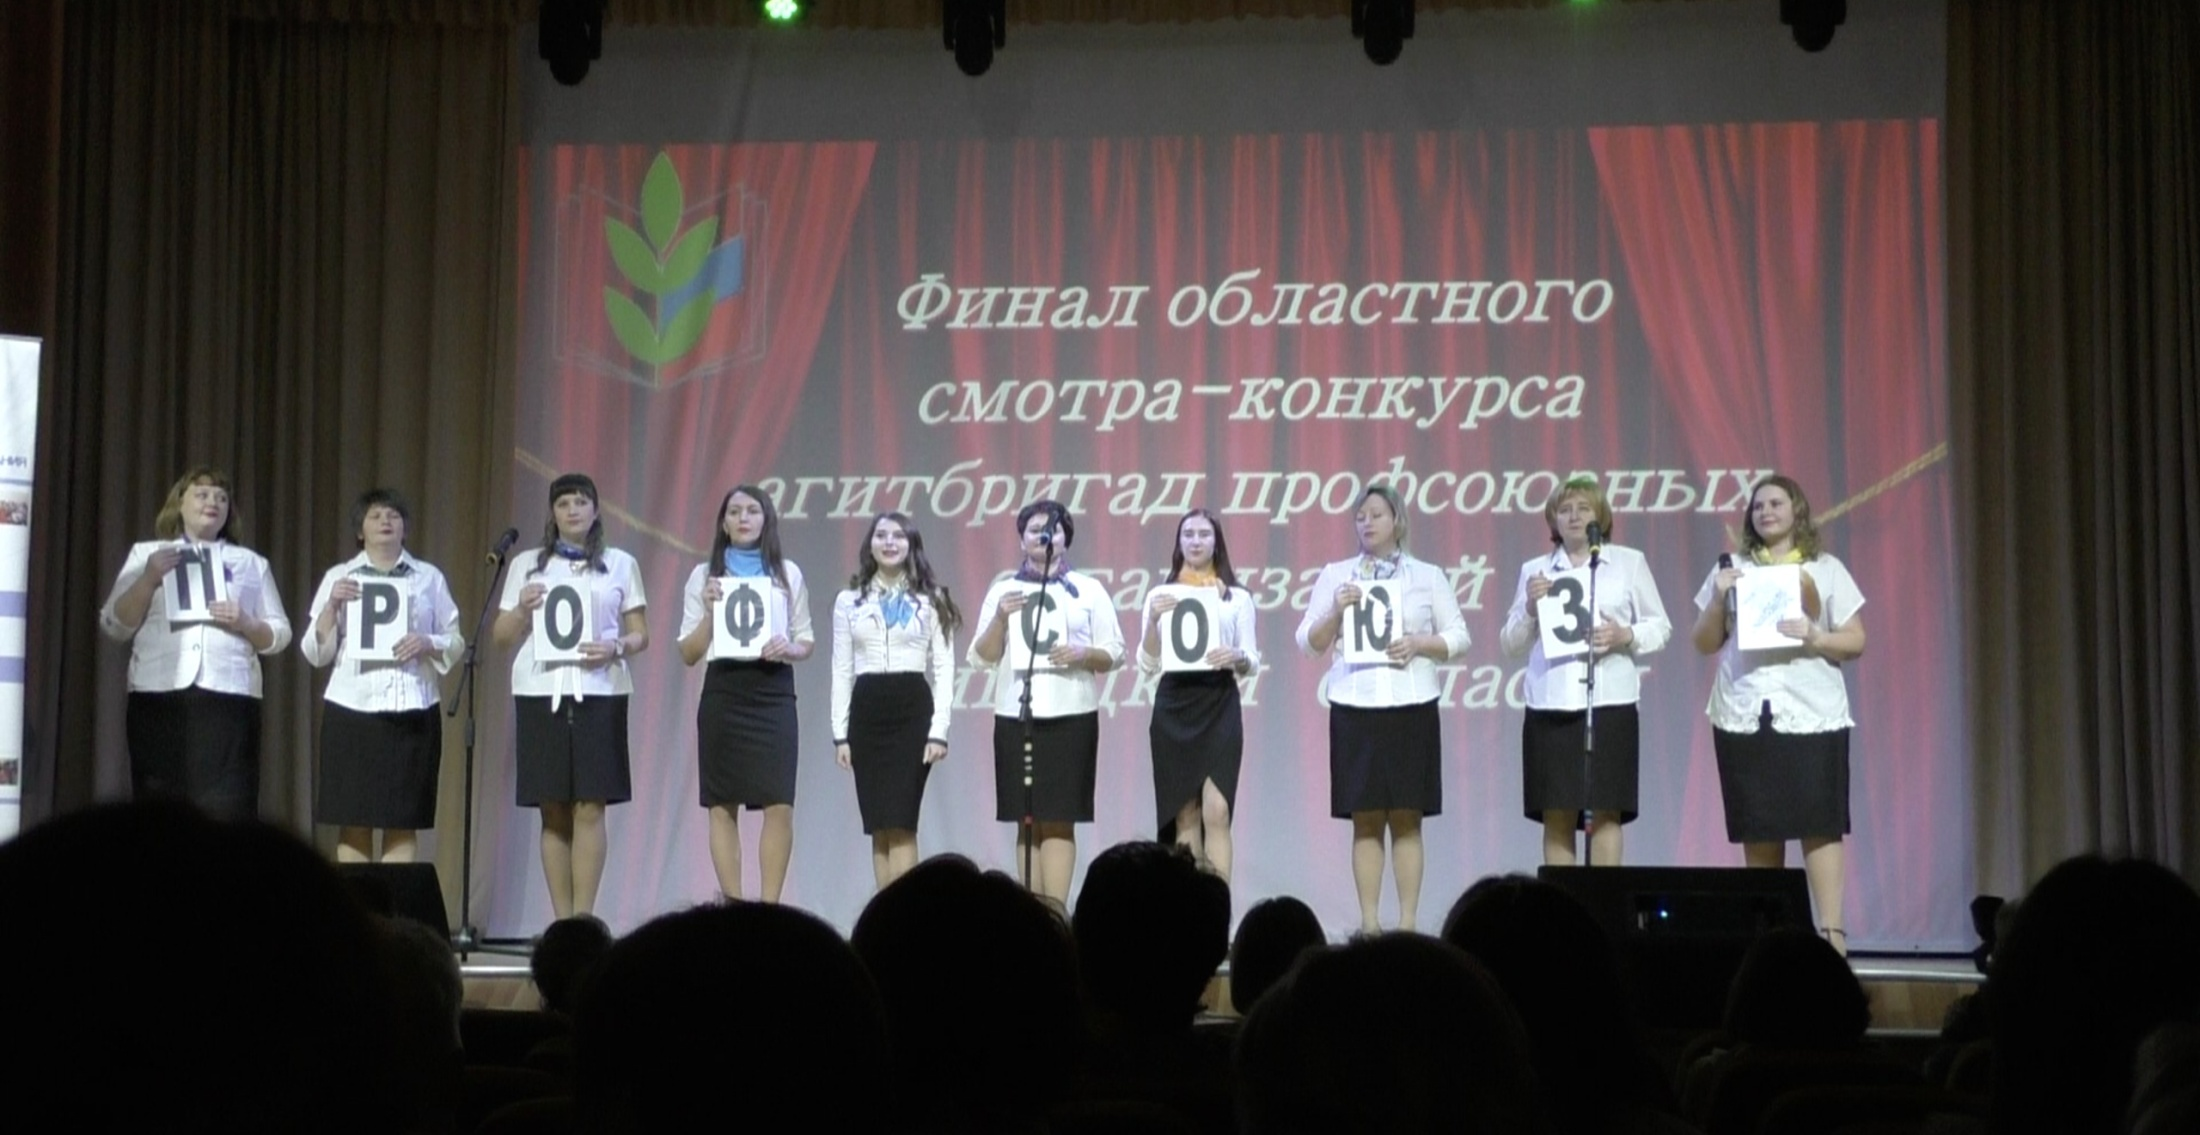 Финал областного
смотра-конкурса
агитбригад профсоюзных
П Р О Ф С О Ю З